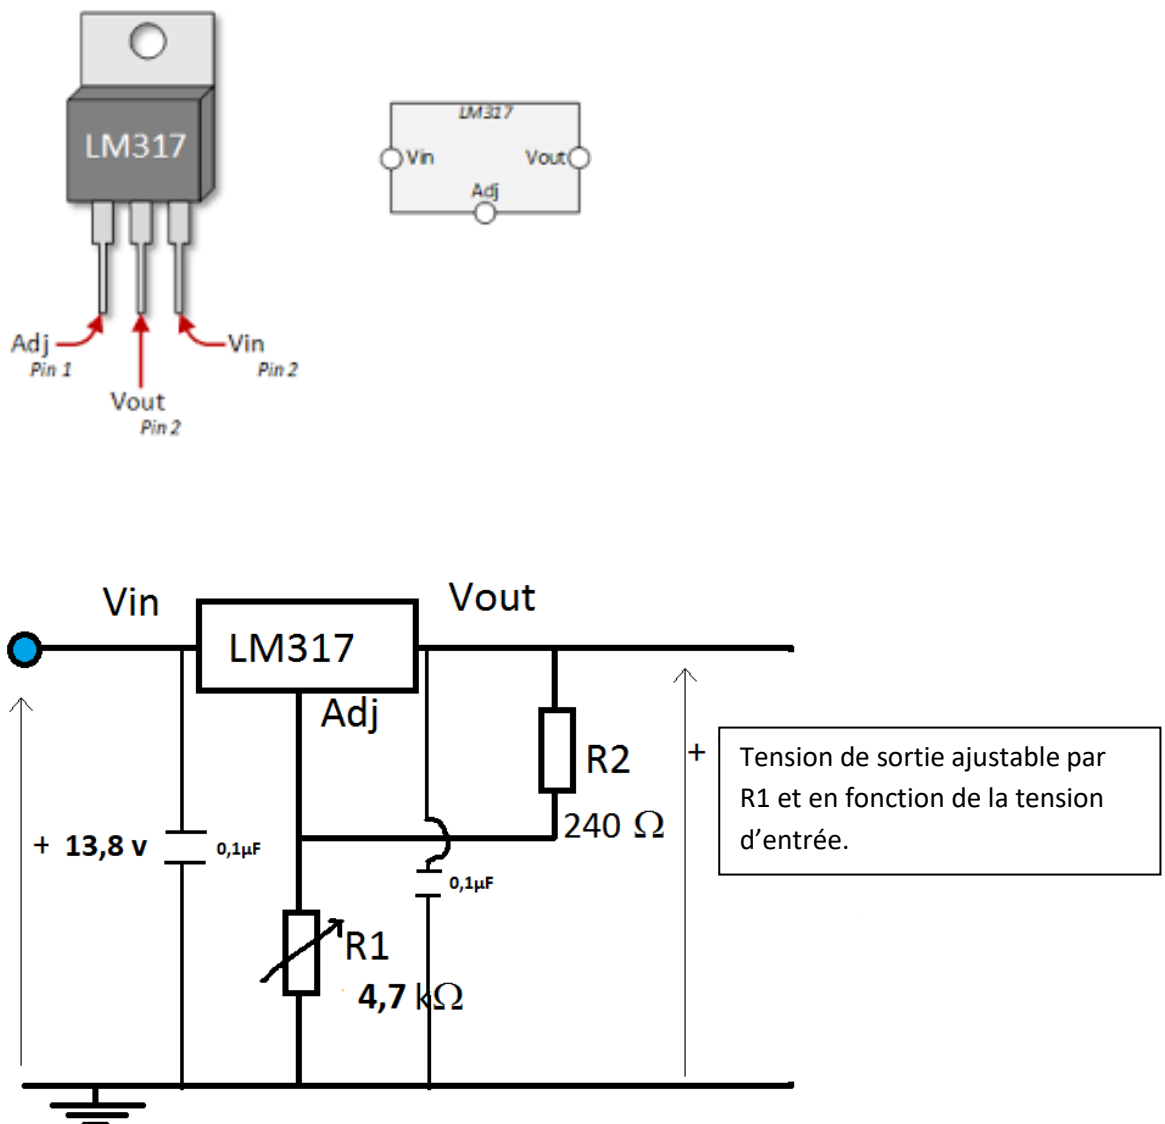 LM317
Adj
Pin 1
Vout
Pin 2
Vin
Pin 2
LM317
Vin
Vout
Adj
Vin
Vout
LM317
Adj
R2
240 Ω
+ 13,8 v
0,1µF
0,1µF
R1
4,7 kΩ
+
Tension de sortie ajustable par
R1 et en fonction de la tension
d’entrée.